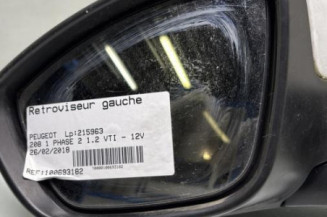 Retroviseur gauche
PEUGEOT Lp:215963
208 1 PHASE 2 1.2 VTI - 12V
26/02/2018
REF:1100693182